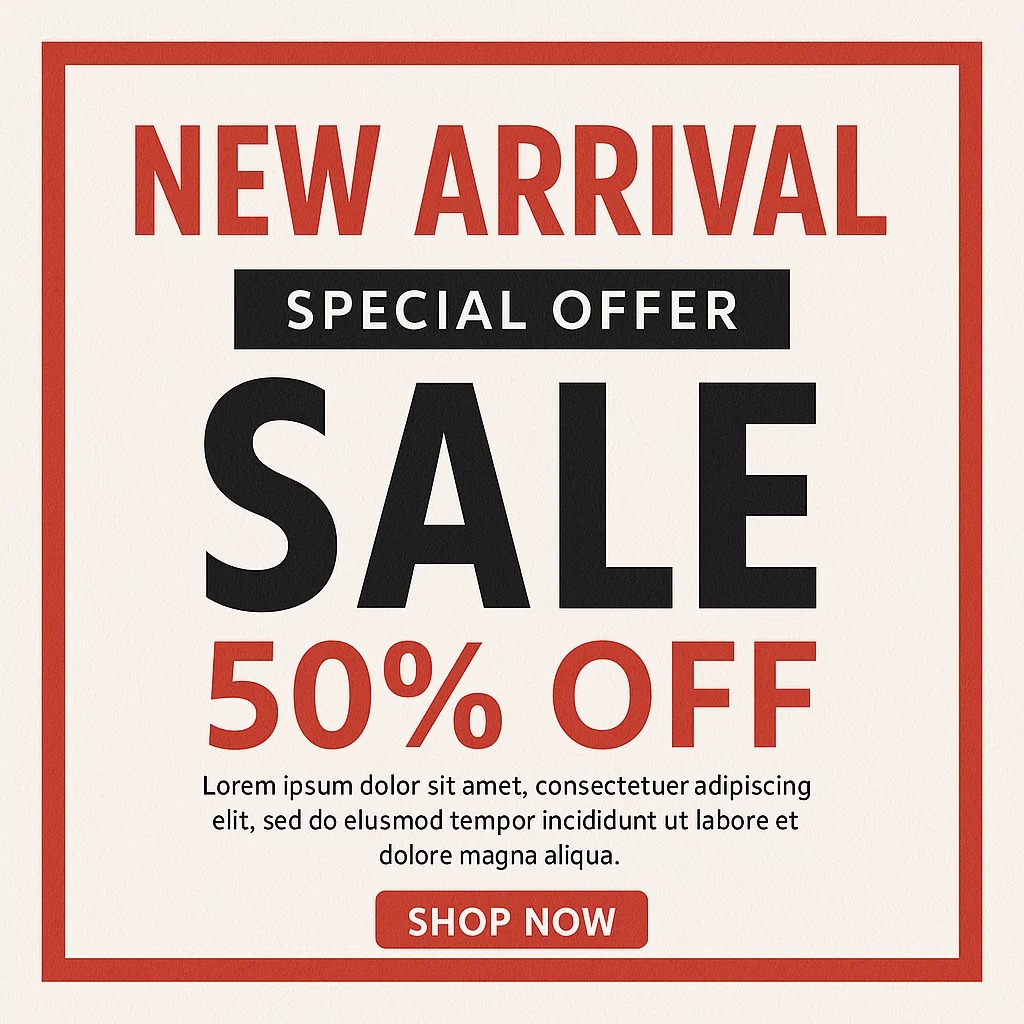 NEW ARRIVAL
SPECIAL OFFER
SALE
50% OFF
Lorem ipsum dolor sit amet, consectetuer adipiscing
elit, sed do elusmod tempor incididunt ut labore et
dolore magna aliqua.
SHOP NOW